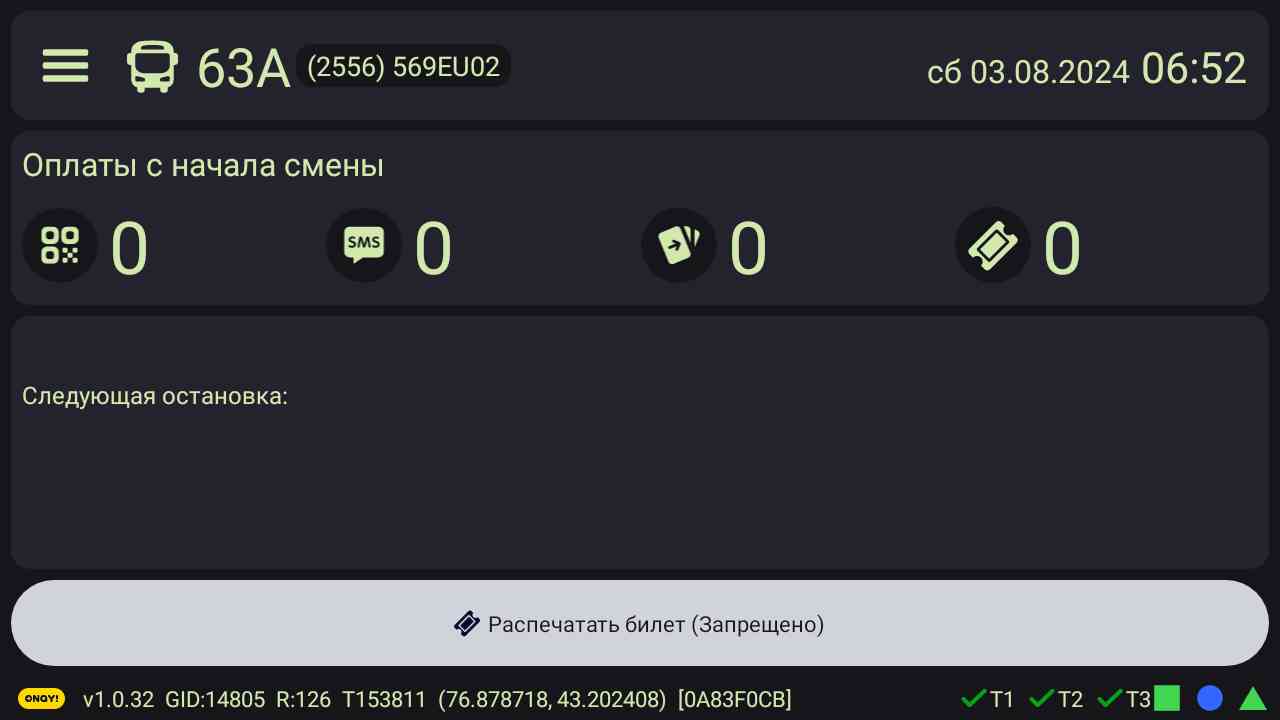 63A (2556) 569EU02 сб 03.08.2024 06:52
Оплаты с начала смены
0 SMS 0 0 0
Следующая остановка:
Распечатать билет (Запрещено)
ONAY! v1.0.32 GID:14805 R:126 T153811 (76.878718, 43.202408) [0A83F0CB] T1 T2 T3